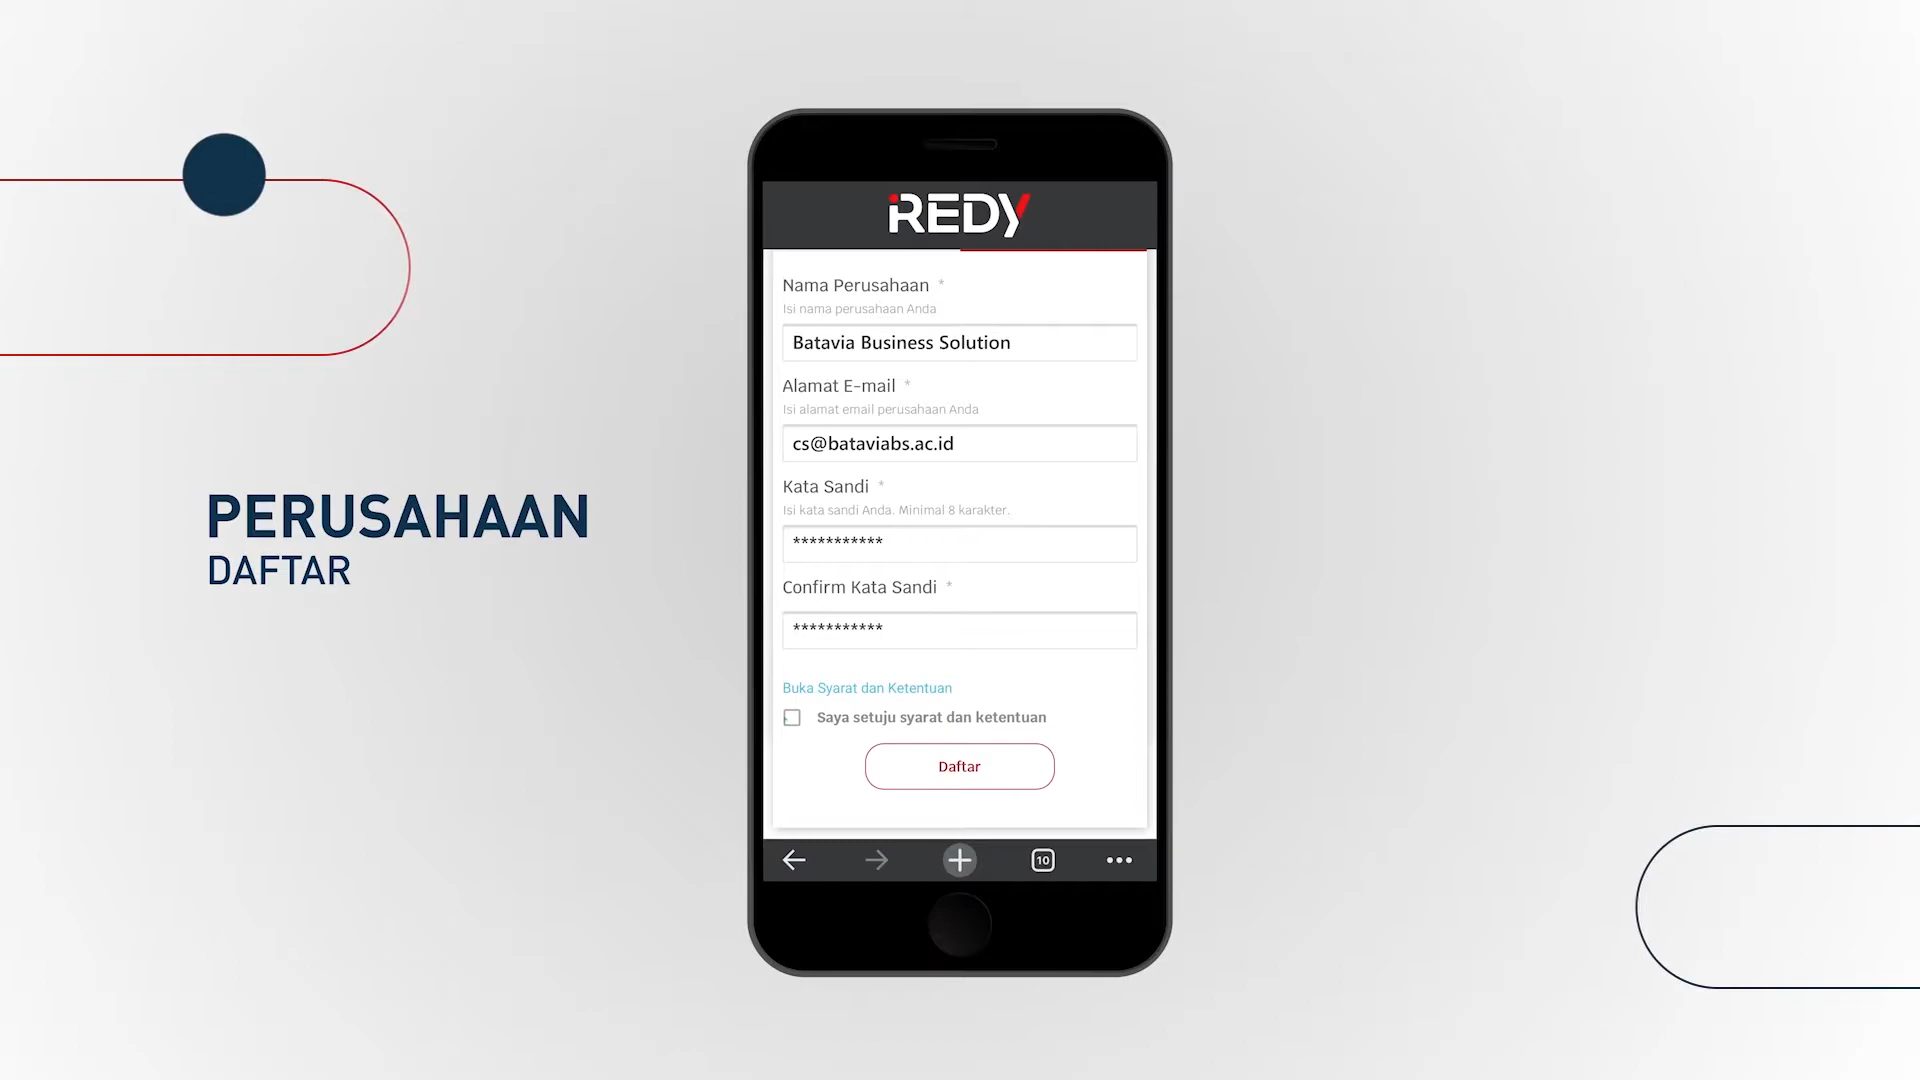 PERUSAHAAN
DAFTAR
iREDY
Nama Perusahaan *
Isi nama perusahaan Anda
Batavia Business Solution
Alamat E-mail *
Isi alamat email perusahaan Anda
cs@bataviabs.ac.id
Kata Sandi *
Isi kata sandi Anda. Minimal 8 karakter.
***********
Confirm Kata Sandi *
***********
Buka Syarat dan Ketentuan
Saya setuju syarat dan ketentuan
Daftar
10